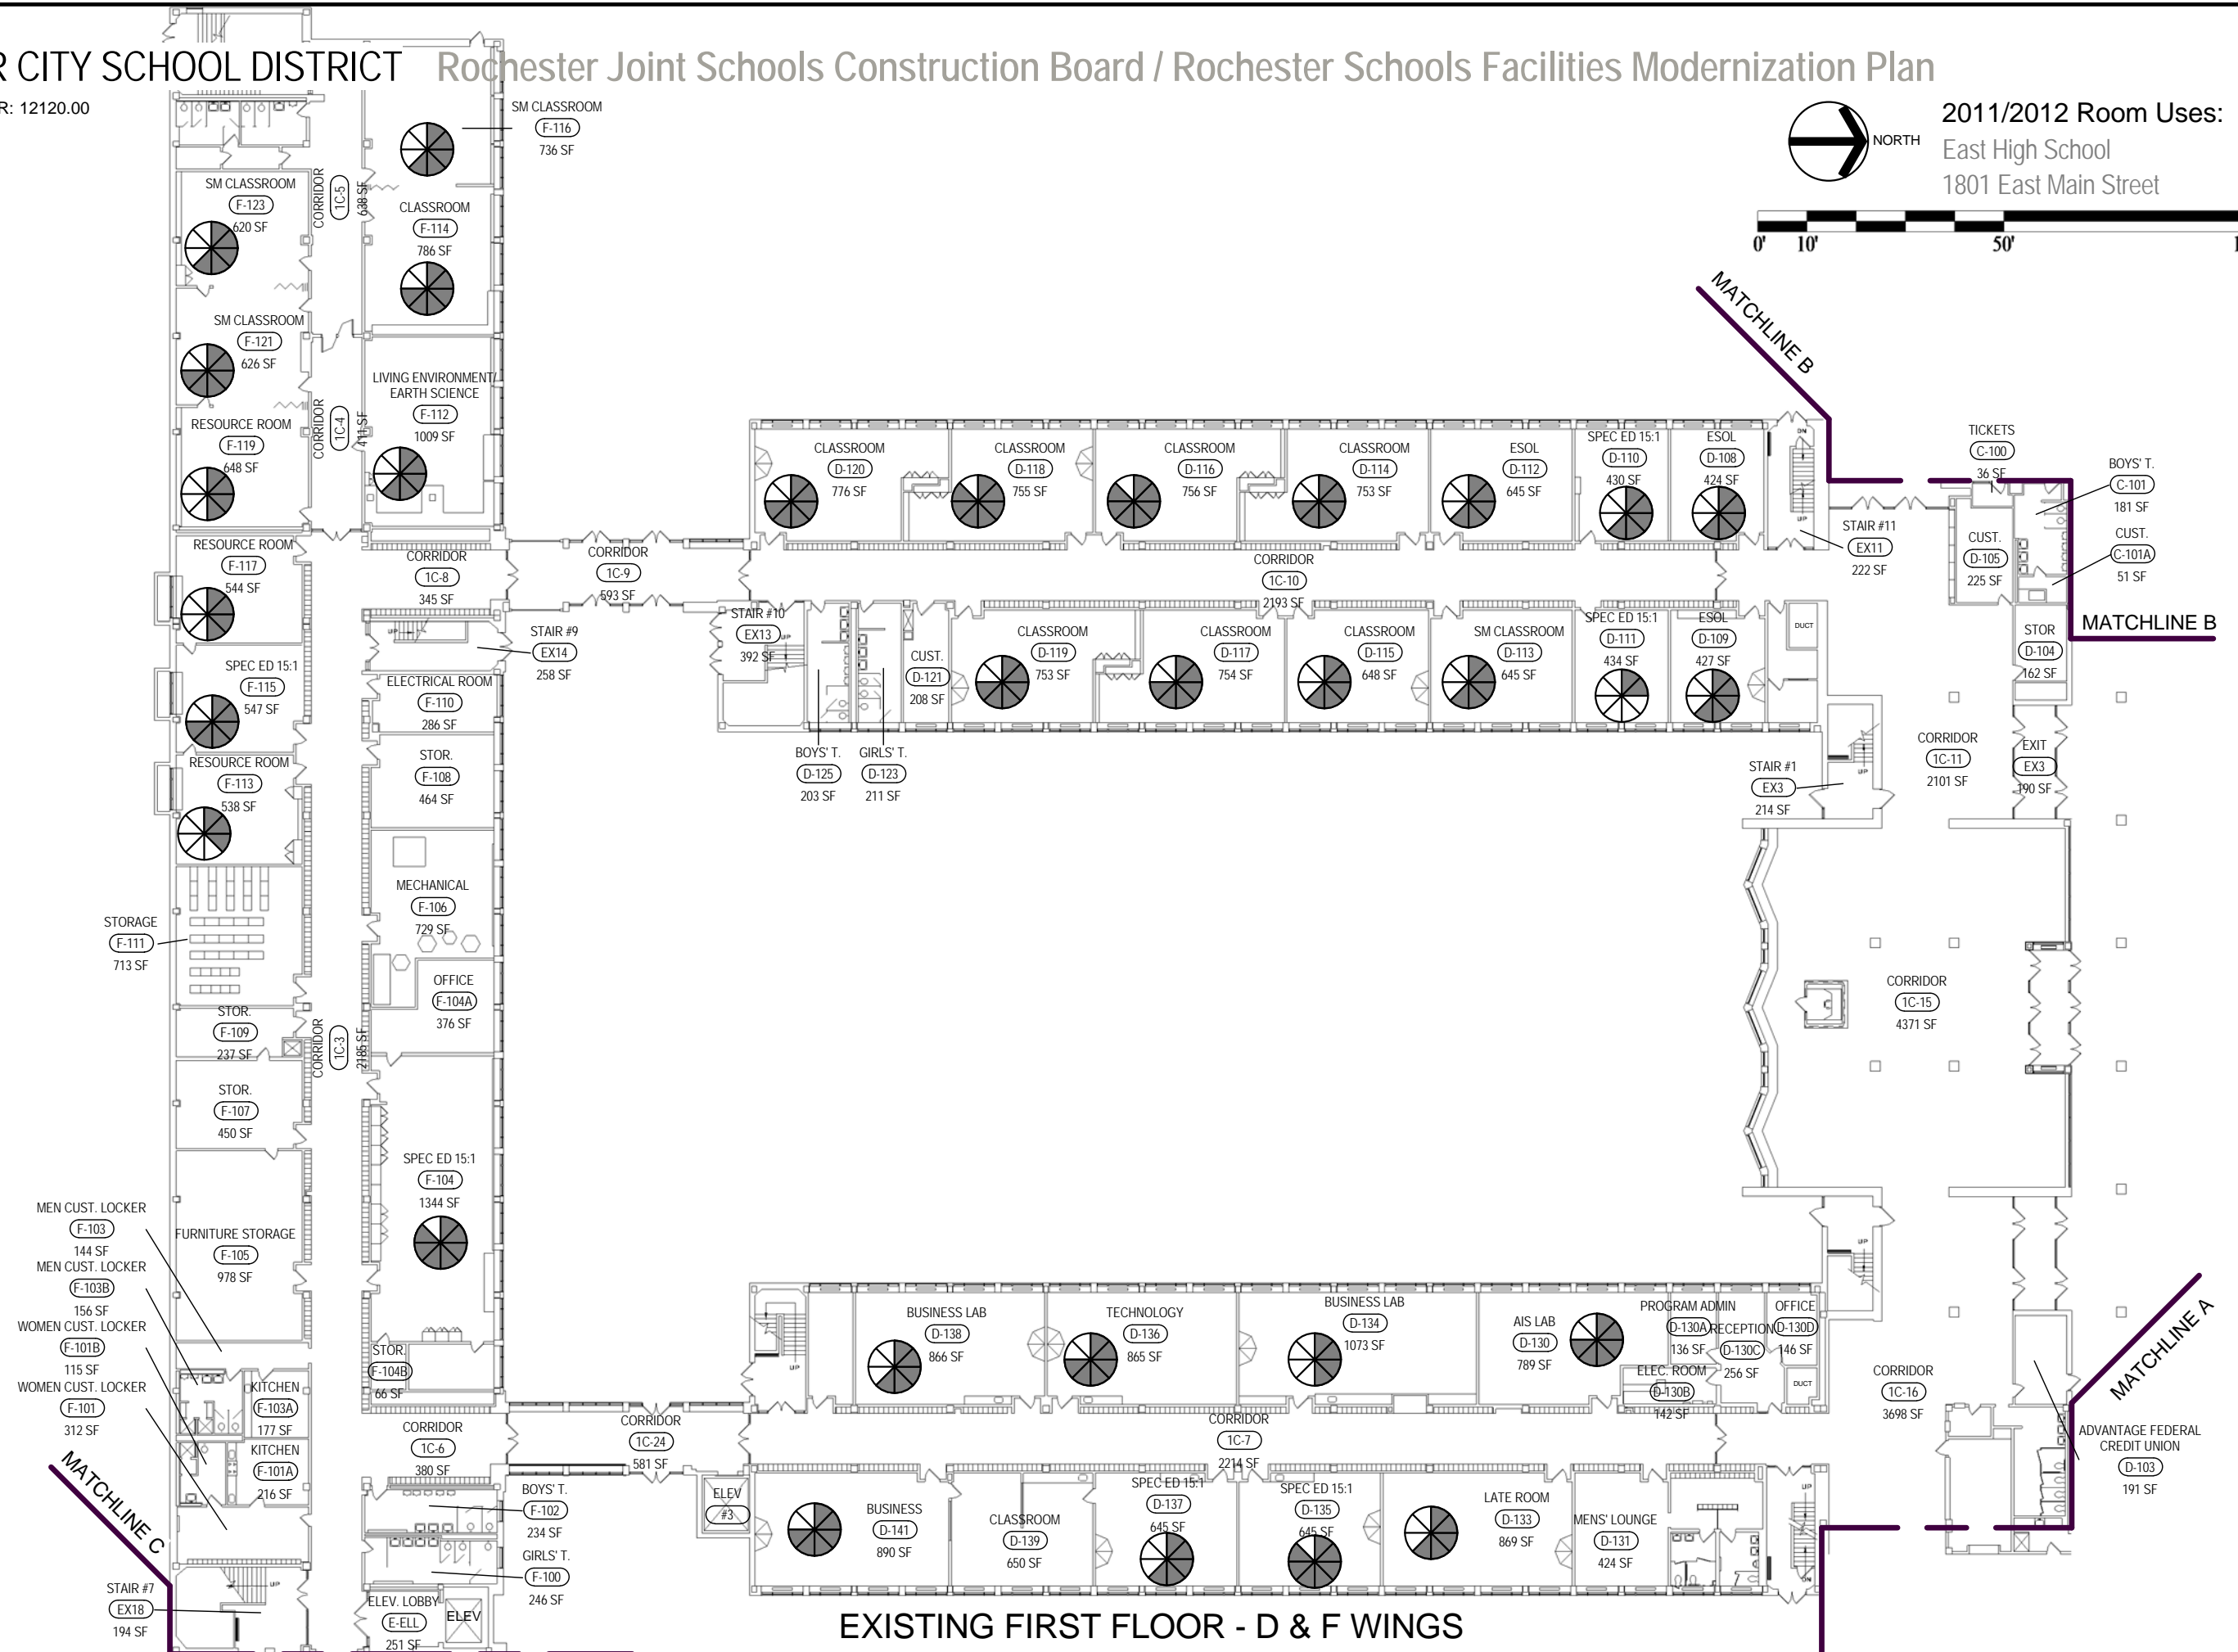 R CITY SCHOOL DISTRICT
Rochester Joint Schools Construction Board / Rochester Schools Facilities Modernization Plan
R: 12120.00
NORTH
2011/2012 Room Uses:
East High School
1801 East Main Street
0' 10' 50'
SM CLASSROOM
F-116
736 SF
SM CLASSROOM
F-123
620 SF
CORRIDOR
1C-5
638 SF
CLASSROOM
F-114
786 SF
SM CLASSROOM
F-121
626 SF
LIVING ENVIRONMENT/
EARTH SCIENCE
F-112
1009 SF
RESOURCE ROOM
F-119
648 SF
CORRIDOR
1C-4
411 SF
RESOURCE ROOM
F-117
544 SF
CORRIDOR
1C-8
345 SF
CORRIDOR
1C-9
593 SF
STAIR #9
EX14
258 SF
UP
SPEC ED 15:1
F-115
547 SF
ELECTRICAL ROOM
F-110
286 SF
RESOURCE ROOM
F-113
538 SF
STOR.
F-108
464 SF
MECHANICAL
F-106
729 SF
STORAGE
F-111
713 SF
OFFICE
F-104A
376 SF
STOR.
F-109
237 SF
CORRIDOR
1C-3
2185 SF
STOR.
F-107
450 SF
SPEC ED 15:1
F-104
1344 SF
FURNITURE STORAGE
F-105
978 SF
MEN CUST. LOCKER
F-103
144 SF
MEN CUST. LOCKER
F-103B
156 SF
WOMEN CUST. LOCKER
F-101B
115 SF
WOMEN CUST. LOCKER
F-101
312 SF
STOR.
F-104B
66 SF
KITCHEN
F-103A
177 SF
KITCHEN
F-101A
216 SF
CORRIDOR
1C-6
380 SF
CORRIDOR
1C-24
581 SF
BOYS' T.
F-102
234 SF
GIRLS' T.
F-100
246 SF
MATCHLINE C
STAIR #7
EX18
194 SF
UP
ELEV. LOBBY
E-ELL
251 SF
ELEV
MATCHLINE B
CLASSROOM
D-120
776 SF
CLASSROOM
D-118
755 SF
CLASSROOM
D-116
756 SF
CLASSROOM
D-114
753 SF
ESOL
D-112
645 SF
SPEC ED 15:1
D-110
430 SF
ESOL
D-108
424 SF
DN
UP
STAIR #11
EX11
222 SF
TICKETS
C-100
36 SF
BOYS' T.
C-101
181 SF
CUST.
C-101A
51 SF
CUST.
D-105
225 SF
MATCHLINE B
CORRIDOR
1C-10
2193 SF
STAIR #10
EX13
392 SF
UP
CUST.
D-121
208 SF
CLASSROOM
D-119
753 SF
CLASSROOM
D-117
754 SF
CLASSROOM
D-115
648 SF
SM CLASSROOM
D-113
645 SF
SPEC ED 15:1
D-111
434 SF
ESOL
D-109
427 SF
DUCT
STOR
D-104
162 SF
BOYS' T.
D-125
203 SF
GIRLS' T.
D-123
211 SF
STAIR #1
EX3
214 SF
UP
CORRIDOR
1C-11
2101 SF
EXIT
EX3
190 SF
CORRIDOR
1C-15
4371 SF
UP
UP
BUSINESS LAB
D-138
866 SF
TECHNOLOGY
D-136
865 SF
BUSINESS LAB
D-134
1073 SF
AIS LAB
D-130
789 SF
PROGRAM ADMIN
D-130A
136 SF
RECEPTION
D-130C
256 SF
OFFICE
D-130D
146 SF
ELEC. ROOM
D-130B
142 SF
DUCT
CORRIDOR
1C-16
3698 SF
MATCHLINE A
ADVANTAGE FEDERAL
CREDIT UNION
D-103
191 SF
CORRIDOR
1C-7
2214 SF
ELEV
#3
BUSINESS
D-141
890 SF
CLASSROOM
D-139
650 SF
SPEC ED 15:1
D-137
645 SF
SPEC ED 15:1
D-135
645 SF
LATE ROOM
D-133
869 SF
MENS' LOUNGE
D-131
424 SF
UP
DN
EXISTING FIRST FLOOR - D & F WINGS